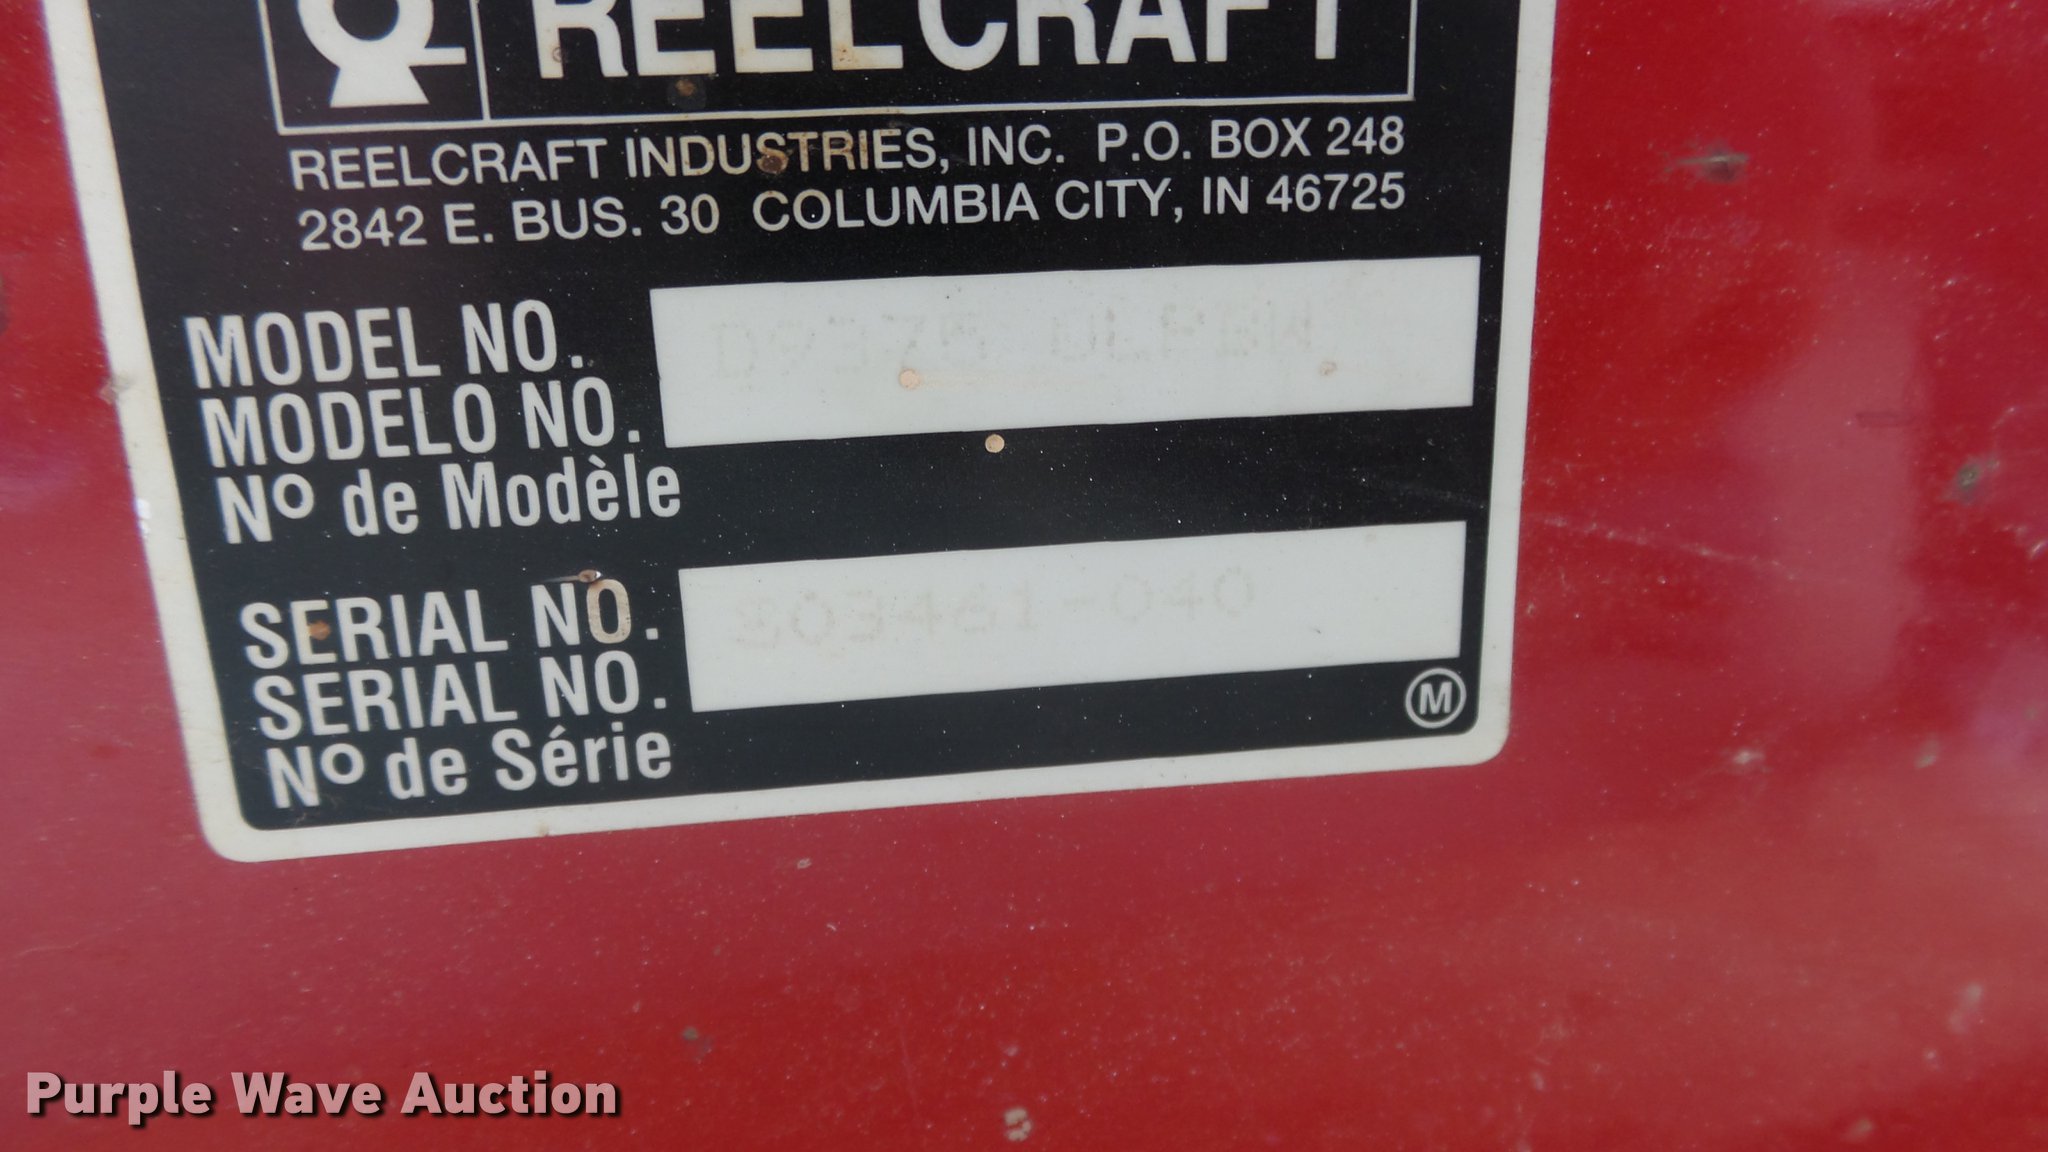 REELCRAFT
REELCRAFT INDUSTRIES, INC. P.O. BOX 248
2842 E. BUS. 30 COLUMBIA CITY, IN 46725
MODEL NO.
MODELO NO.
Nº de Modèle
SERIAL NO.
SERIAL NO.
Nº de Série
M
Purple Wave Auction